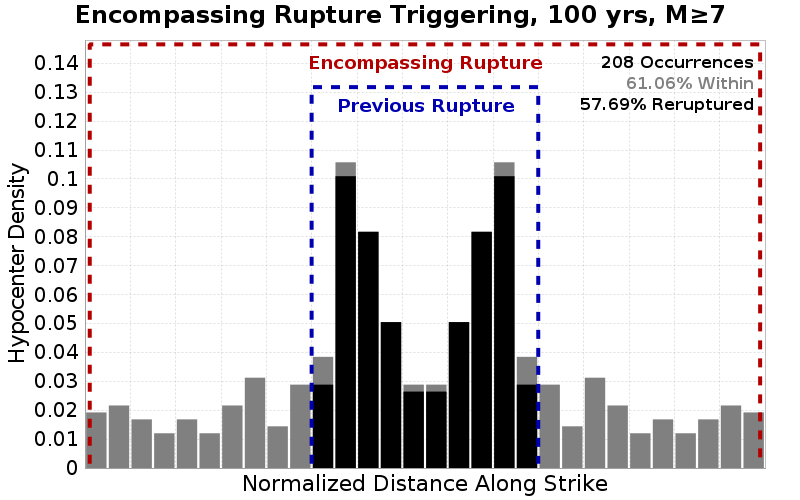 Encompassing Rupture Triggering, 100 yrs, M≥7
Encompassing Rupture
208 Occurrences
61.06% Within
57.69% Reruptured
Previous Rupture
Hypocenter Density
0.14
0.13
0.12
0.11
0.1
0.09
0.08
0.07
0.06
0.05
0.04
0.03
0.02
0.01
0
Normalized Distance Along Strike